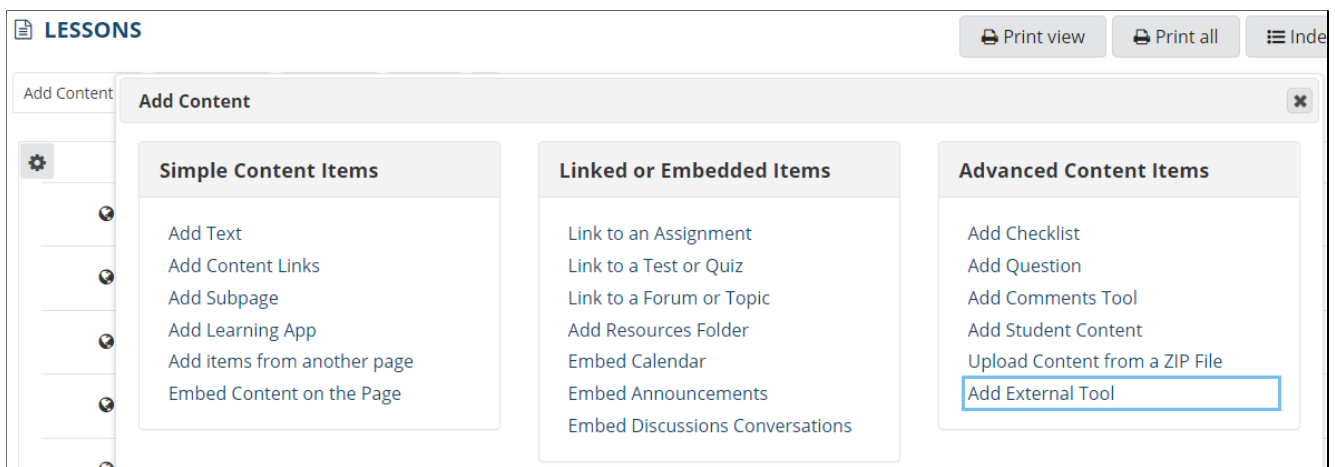 LESSONS
Print view
Print all
Inde
Add Content
Add Content
Simple Content Items
Add Text
Add Content Links
Add Subpage
Add Learning App
Add items from another page
Embed Content on the Page
Linked or Embedded Items
Link to an Assignment
Link to a Test or Quiz
Link to a Forum or Topic
Add Resources Folder
Embed Calendar
Embed Announcements
Embed Discussions Conversations
Advanced Content Items
Add Checklist
Add Question
Add Comments Tool
Add Student Content
Upload Content from a ZIP File
Add External Tool